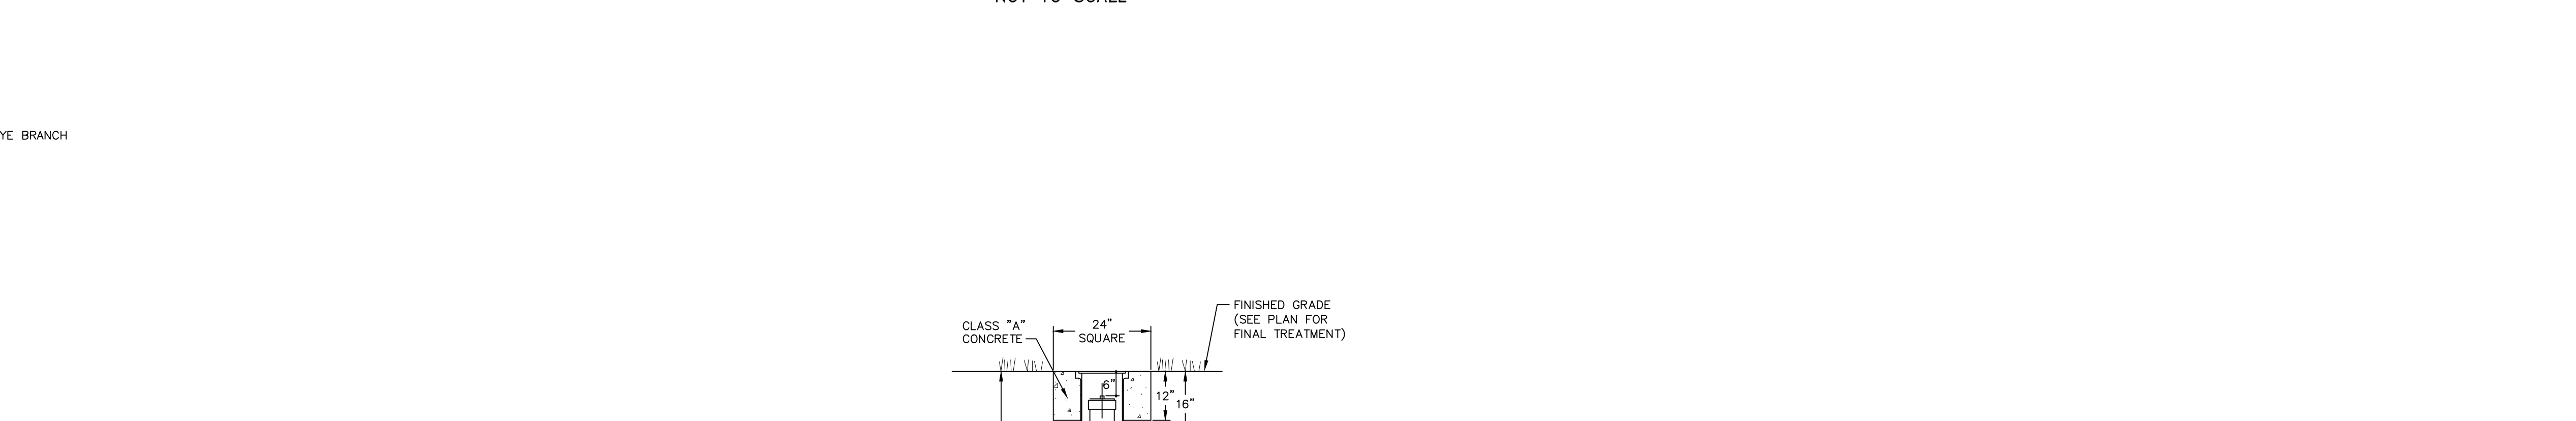 NOT TO SCALE
YE BRANCH
FINISHED GRADE
(SEE PLAN FOR
FINAL TREATMENT)
CLASS "A"
CONCRETE
24"
SQUARE
6"
12"
16"